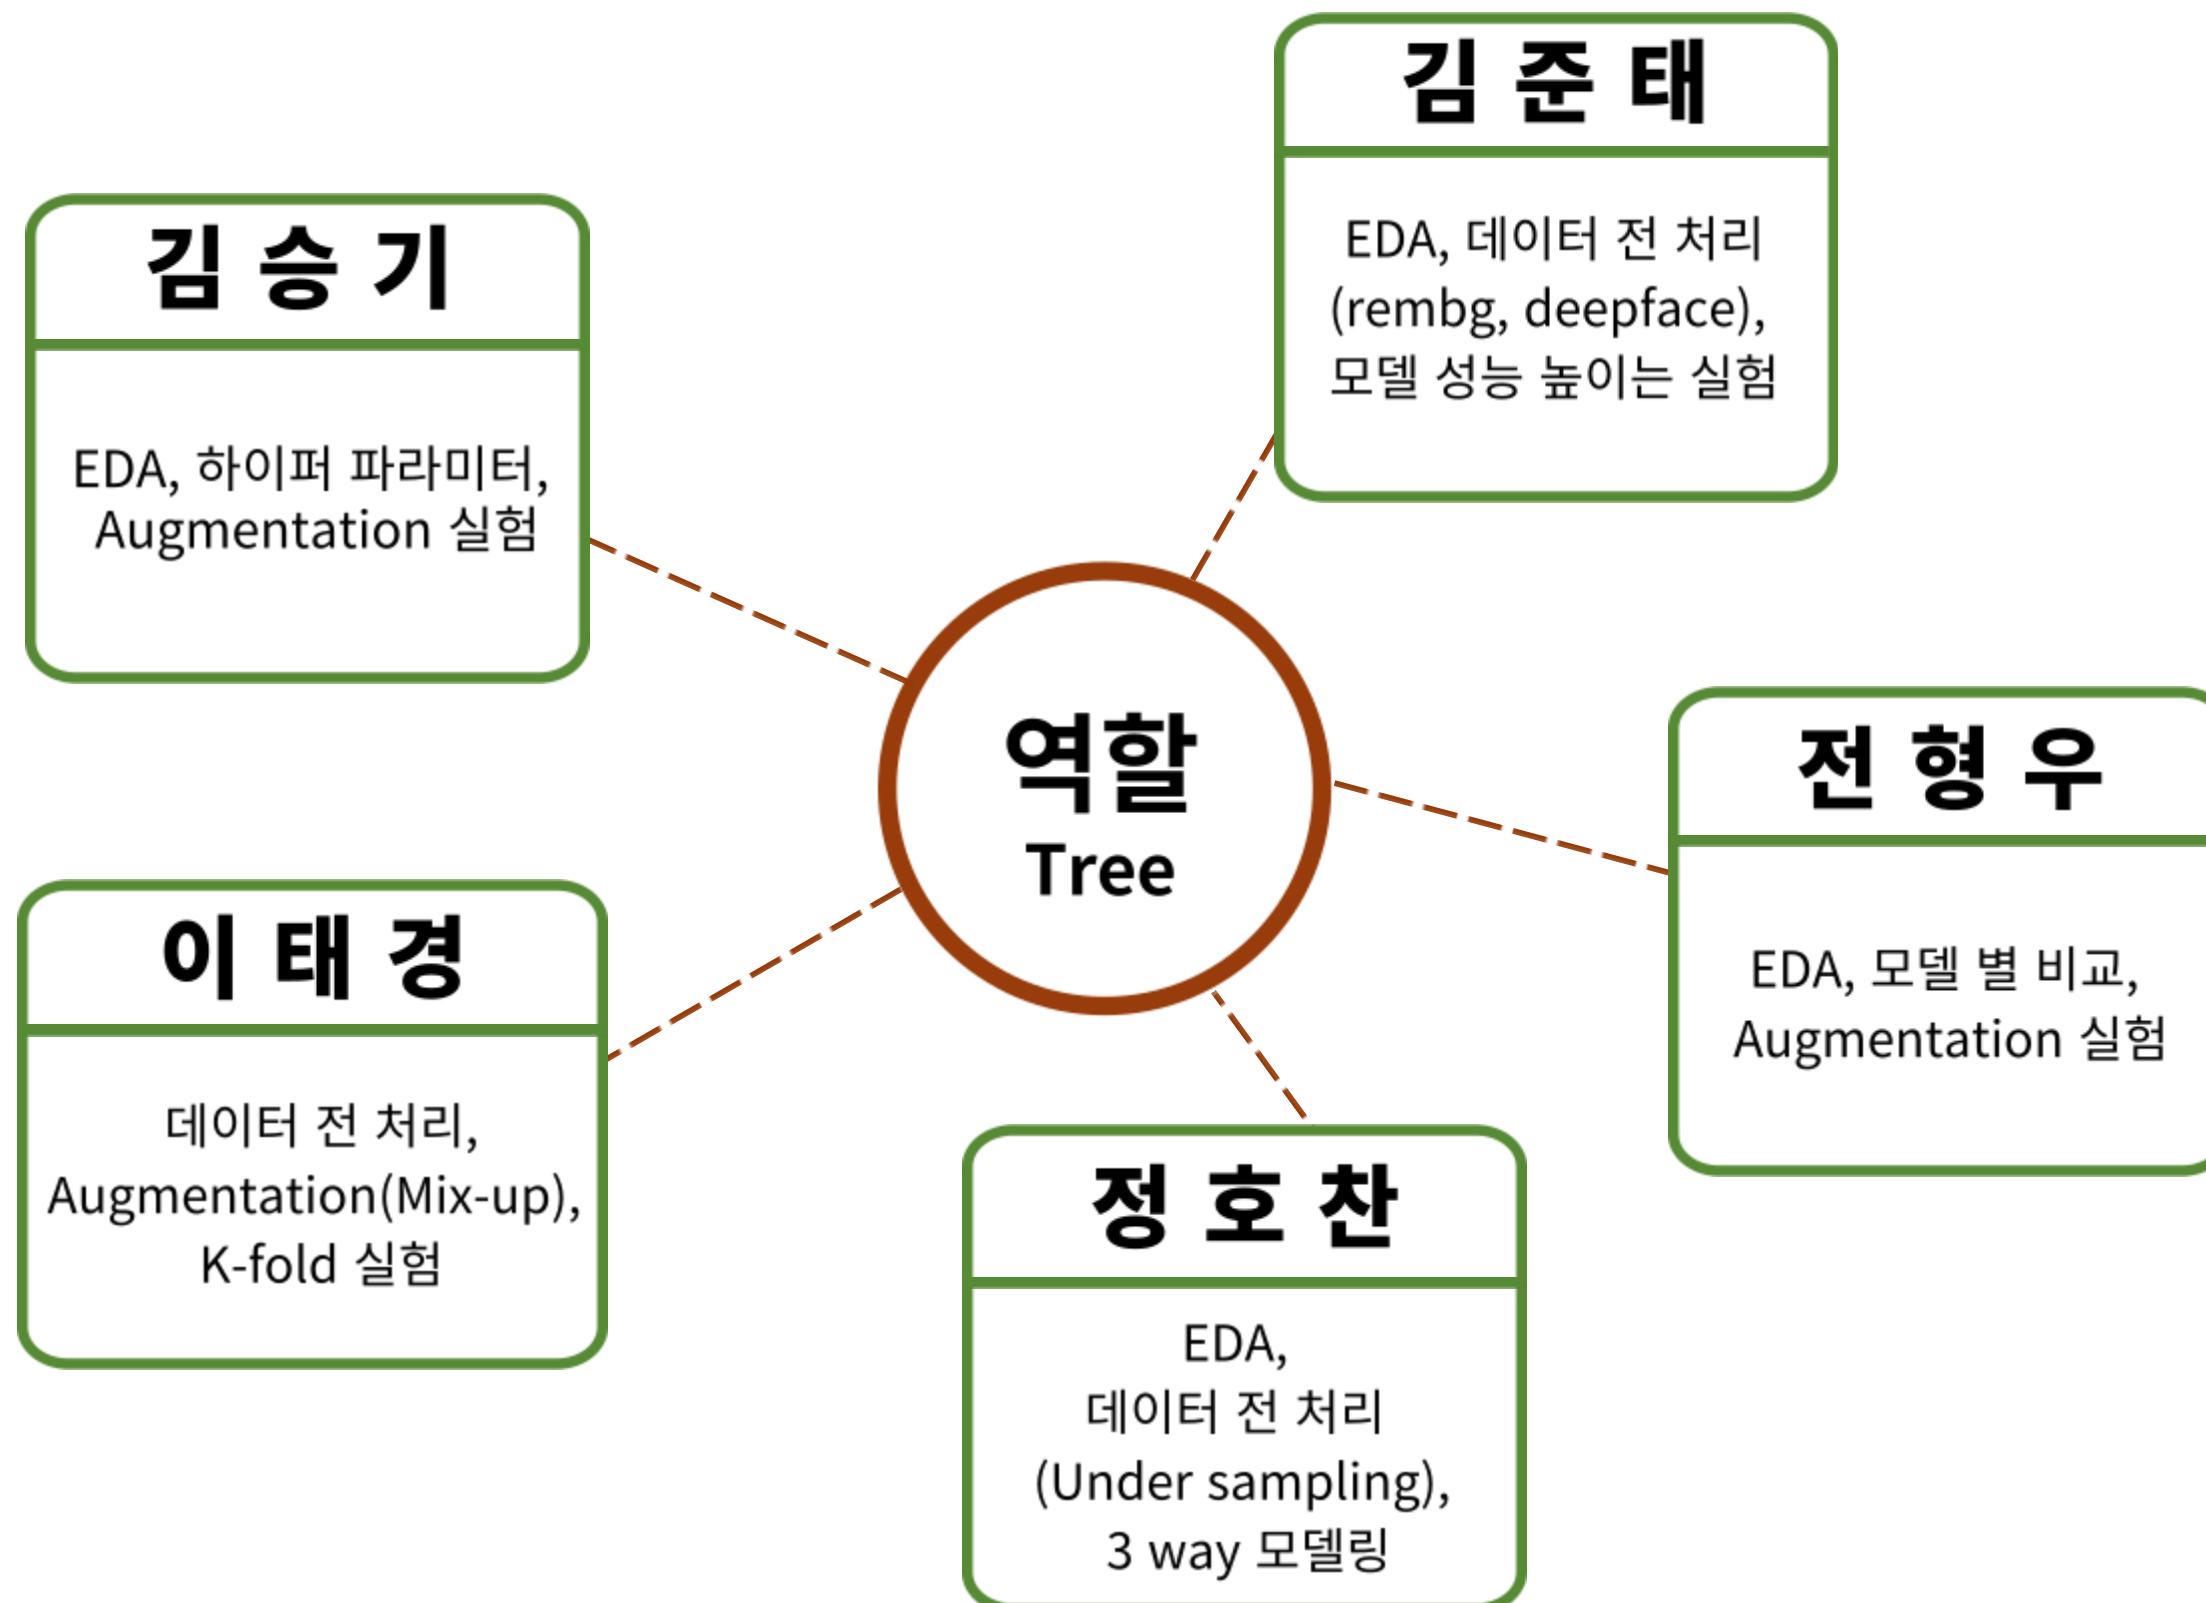 김 준 태
EDA, 데이터 전 처리
(rembg, deepface),
모델 성능 높이는 실험
김 승 기
EDA, 하이퍼 파라미터,
Augmentation 실험
역할
Tree
전 형 우
EDA, 모델 별 비교,
Augmentation 실험
이 태 경
데이터 전 처리,
Augmentation(Mix-up),
K-fold 실험
정 호 찬
EDA,
데이터 전 처리
(Under sampling),
3 way 모델링